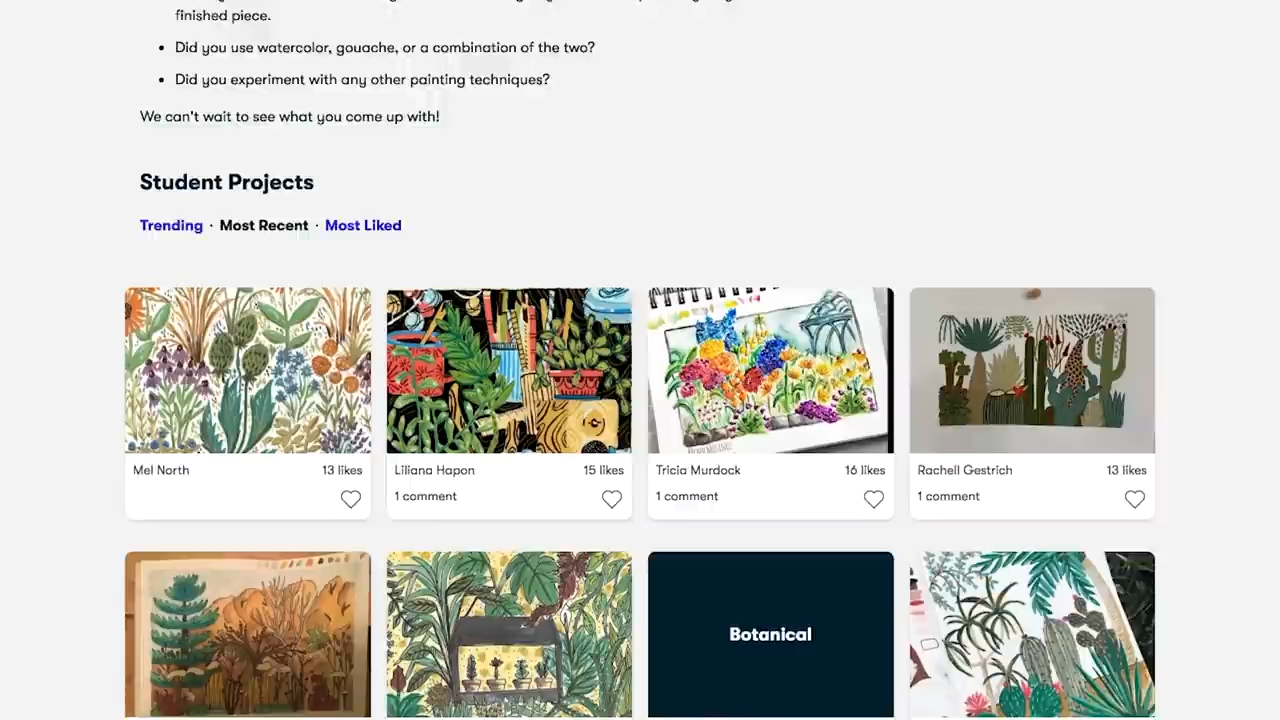 finished piece.
• Did you use watercolor, gouache, or a combination of the two?
• Did you experiment with any other painting techniques?
We can't wait to see what you come up with!
Student Projects
Trending · Most Recent · Most Liked
Mel North 13 likes
Liliana Hapon 15 likes
1 comment
Tricia Murdock 16 likes
1 comment
Rachell Gestrich 13 likes
1 comment
Botanical